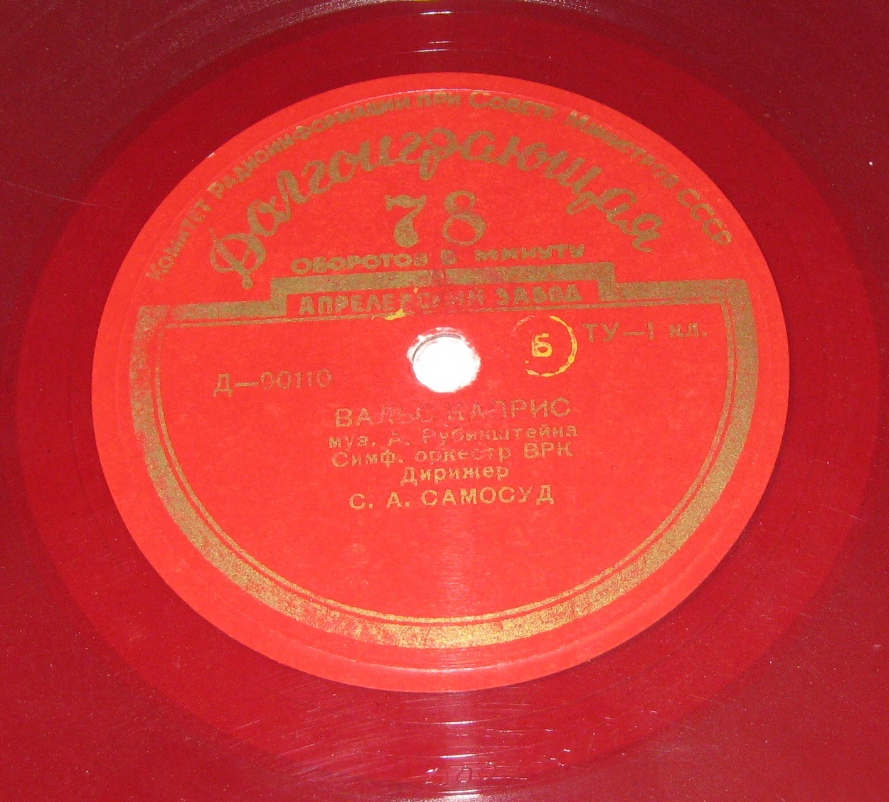 Комитет Радиоинформации при Совете Министров СССР
Долгоиграющая
78
ОБОРОТОВ В МИНУТУ
АПРЕЛЕВСКИЙ ЗАВОД
Б
ТУ—I кл.
Д—00110
ВАЛЬС КАПРИС
муз. А. Рубинштейна
Симф. оркестр ВРК
Дирижер
С. А. САМОСУД